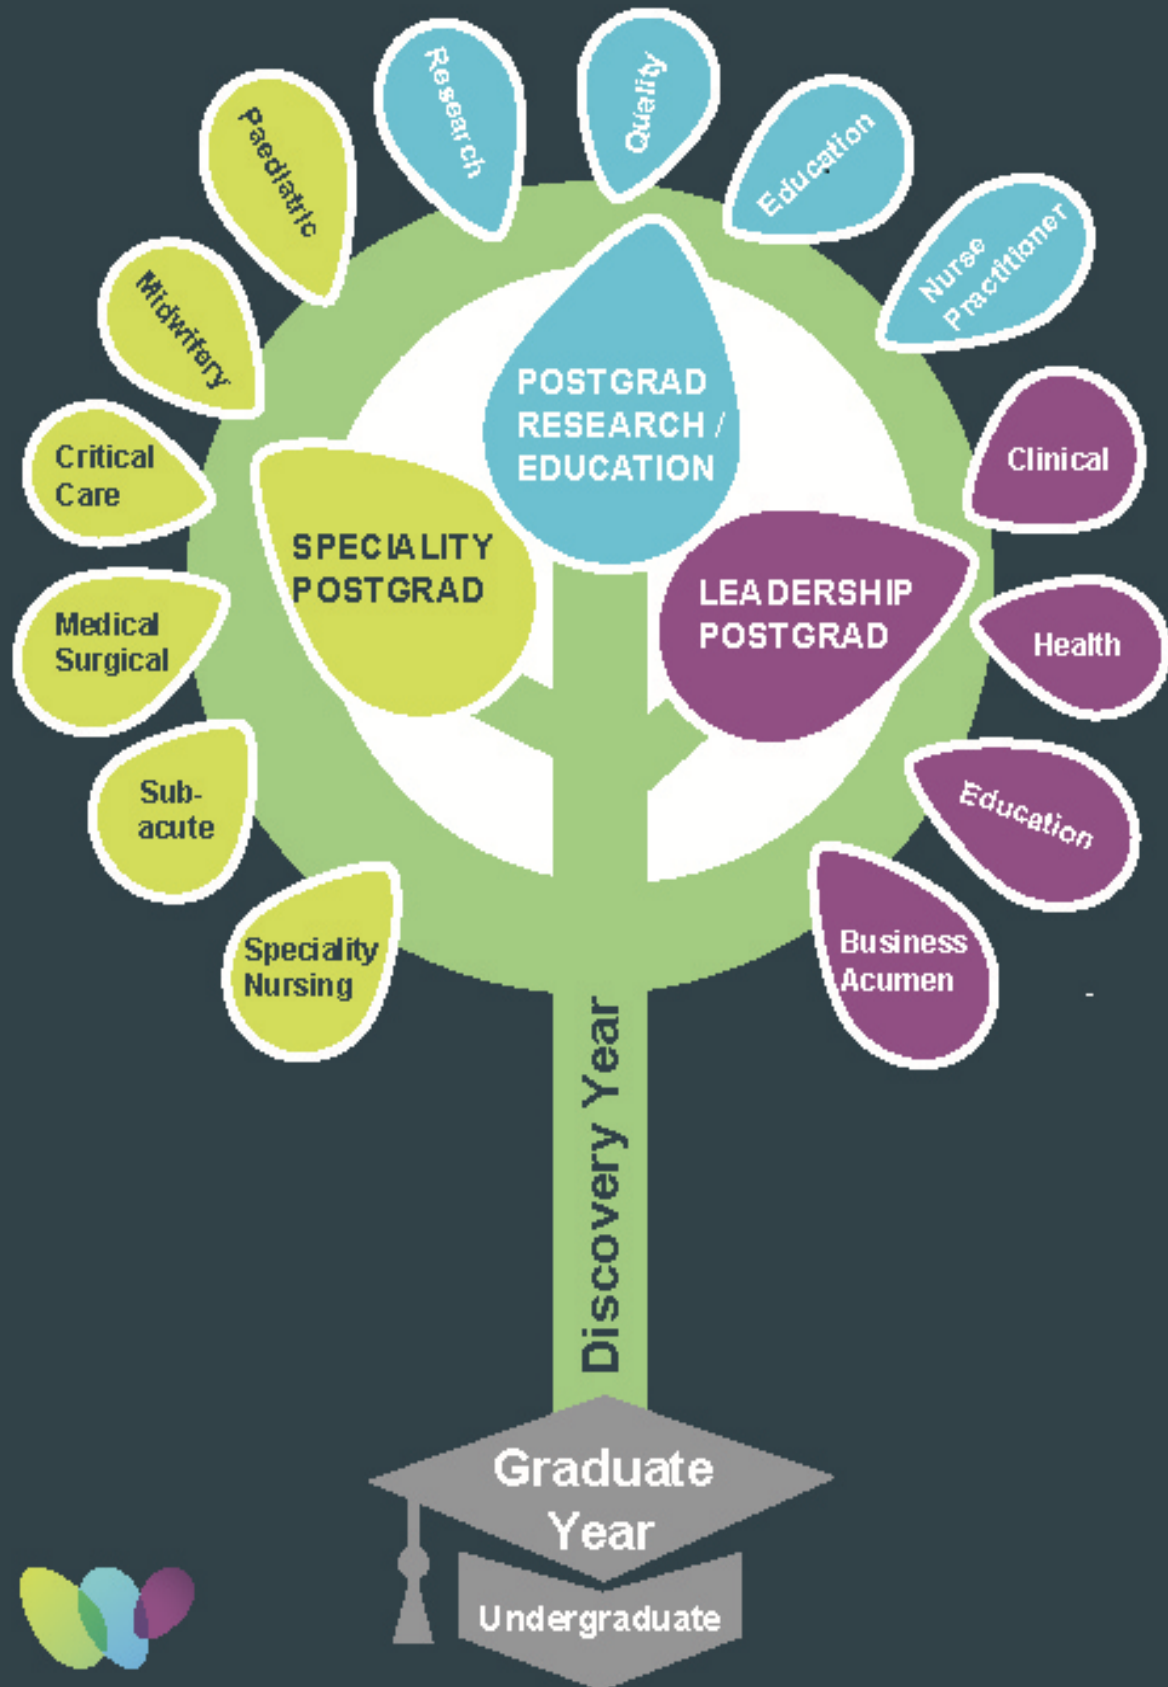 Research
Quality
Education
Nurse
Practitioner
Paediatric
Midwifery
Critical
Care
Medical
Surgical
Sub-
acute
Speciality
Nursing
POSTGRAD
RESEARCH /
EDUCATION
SPECIALITY
POSTGRAD
LEADERSHIP
POSTGRAD
Clinical
Health
Education
Business
Acumen
Discovery Year
Graduate
Year
Undergraduate